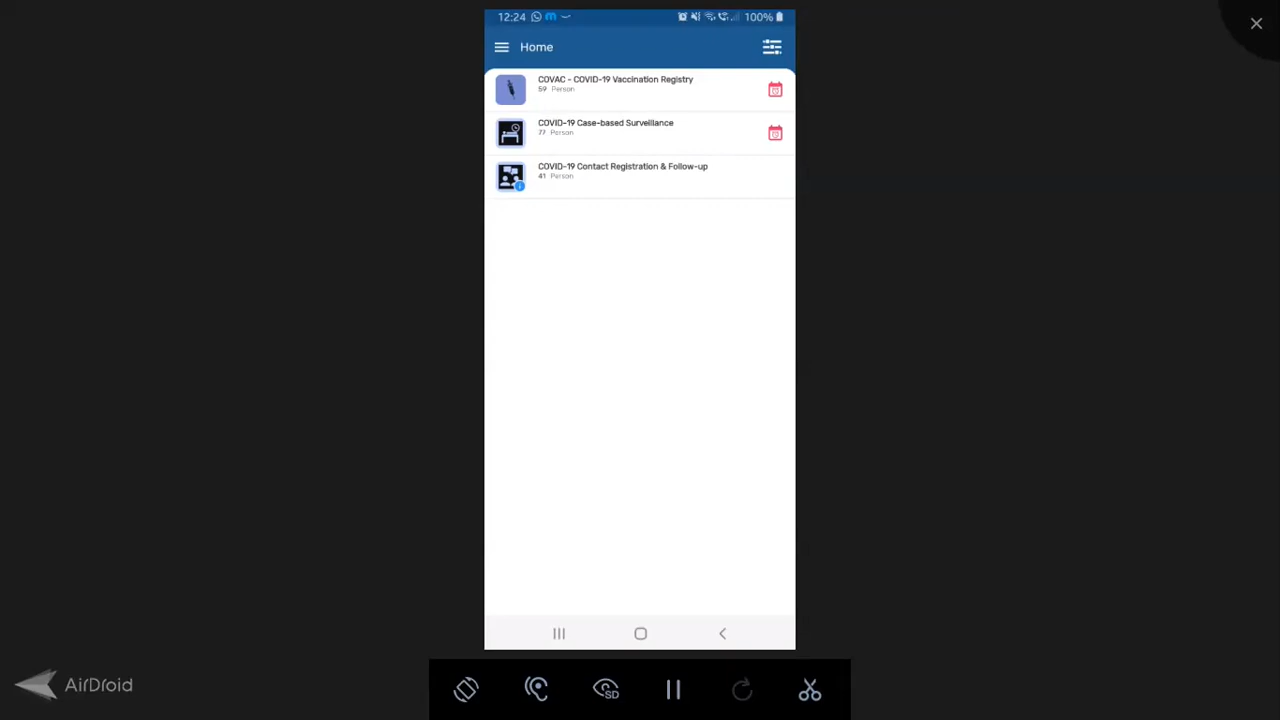 12:24 100%
Home
COVAC - COVID-19 Vaccination Registry
59 Person
COVID-19 Case-based Surveillance
77 Person
COVID-19 Contact Registration & Follow-up
41 Person
SD
AirDroid